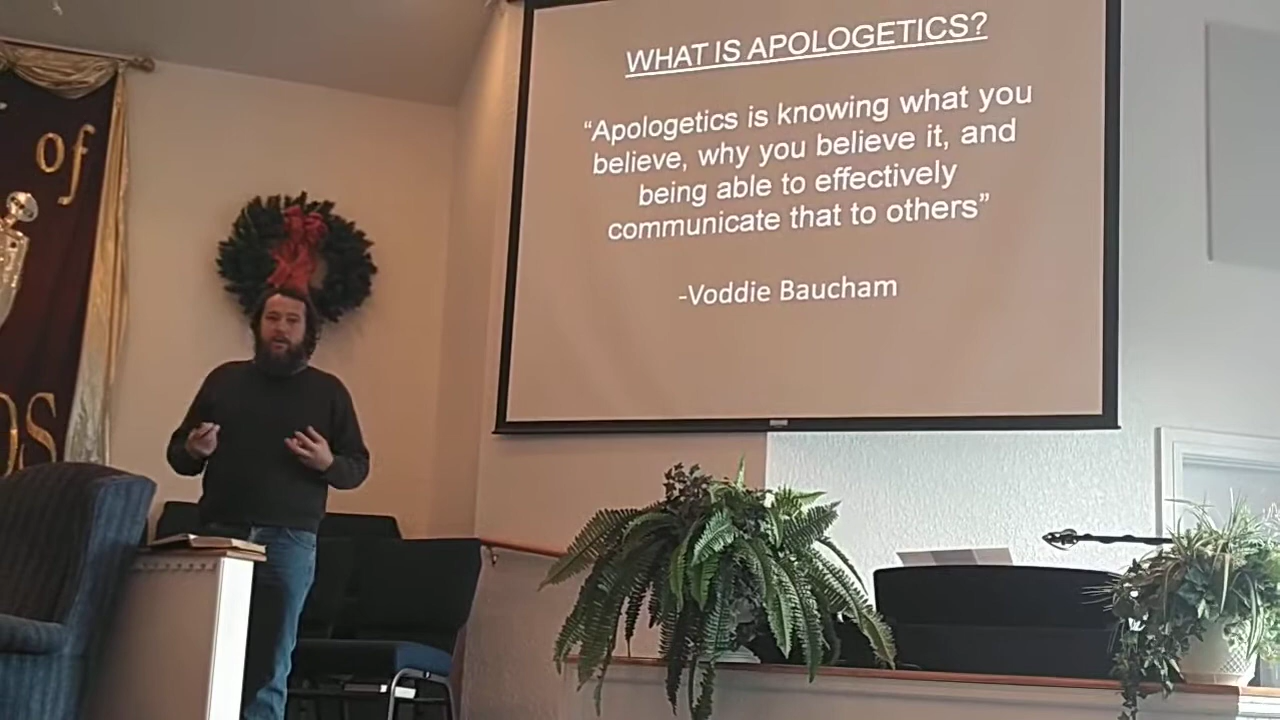 of
WHAT IS APOLOGETICS?
“Apologetics is knowing what you
believe, why you believe it, and
being able to effectively
communicate that to others”
-Voddie Baucham